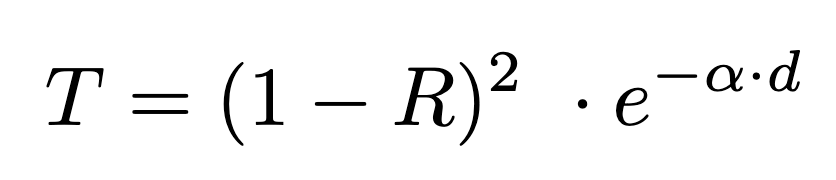 T = (1 − R)² · e^{−α·d}